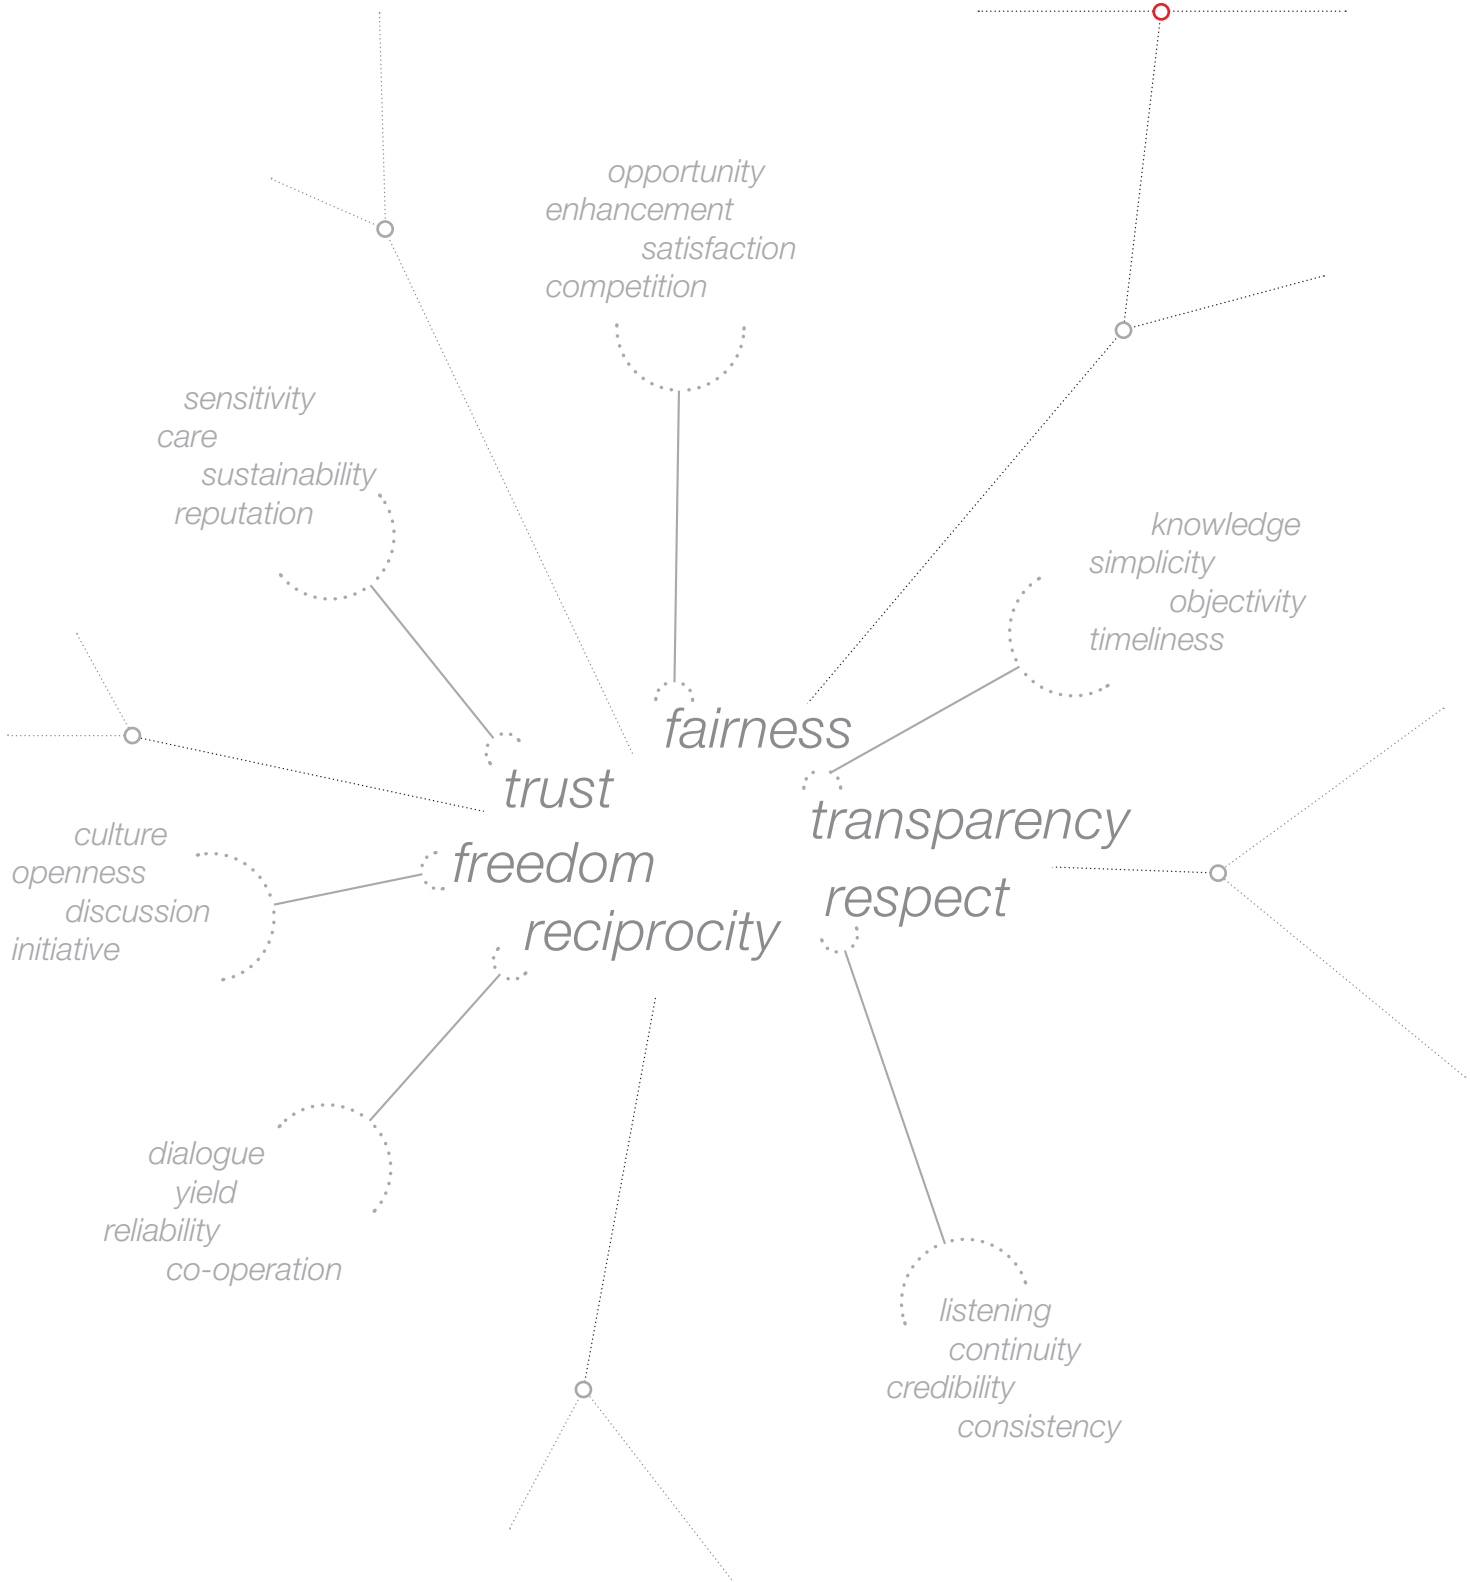 opportunity
enhancement
satisfaction
competition
sensitivity
care
sustainability
reputation
knowledge
simplicity
objectivity
timeliness
fairness
trust
transparency
freedom
respect
reciprocity
culture
openness
discussion
initiative
dialogue
yield
reliability
co-operation
listening
continuity
credibility
consistency